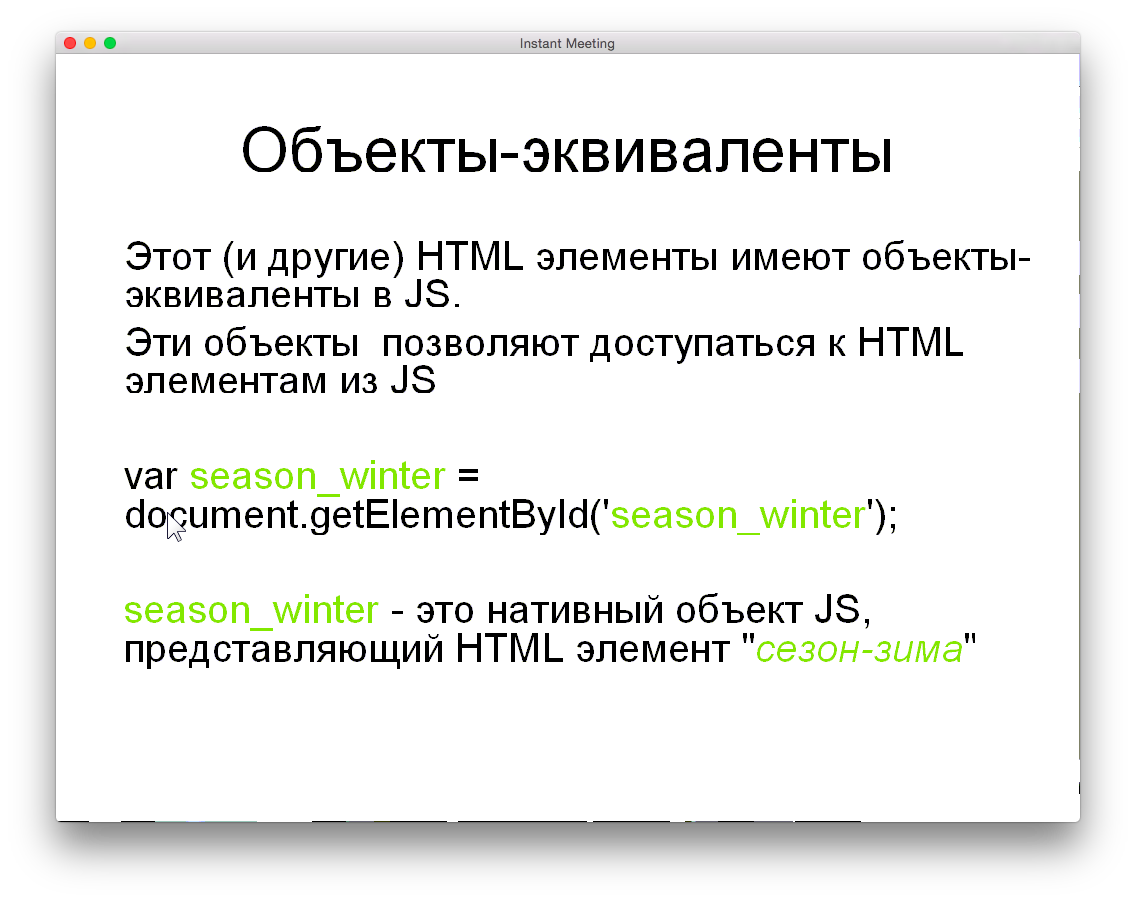 Instant Meeting
Объекты-эквиваленты
Этот (и другие) HTML элементы имеют объекты-
эквиваленты в JS.
Эти объекты  позволяют доступаться к HTML
элементам из JS
var season_winter =
document.getElementById('season_winter');
season_winter - это нативный объект JS,
представляющий HTML элемент "сезон-зима"